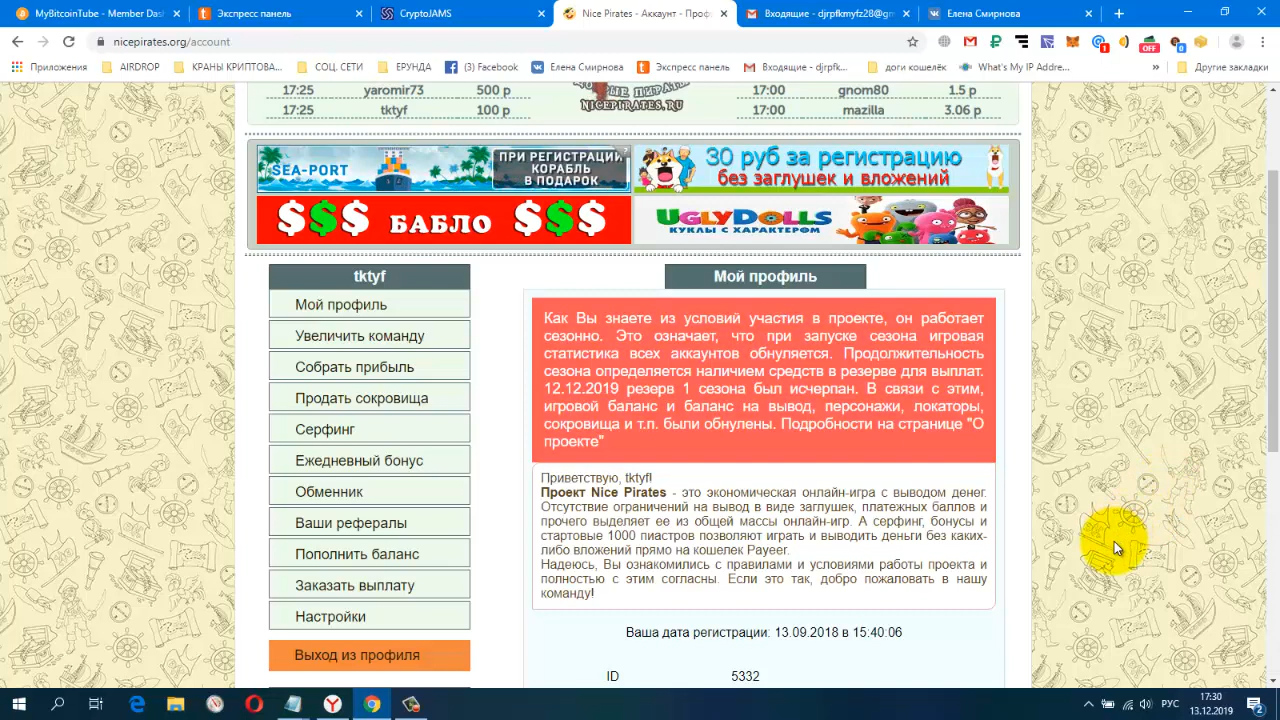 MyBitcoinTube - Member Das
Экспресс панель
CryptoJAMS
Nice Pirates - Аккаунт - Проф
Входящие - djrpfkmyfz28@gm
Елена Смирнова
nicepirates.org/account
Приложения
AIRDROP
КРАНЫ КРИПТОВА...
СОЦ. СЕТИ
ЕРУНДА
(3) Facebook
Елена Смирнова
Экспресс панель
Входящие - djrpfk...
доги кошелёк
What's My IP Addre...
»
Другие закладки
17:25 yaromir73 500 р
17:25 tktyf 100 р
NICEPIRATES.RU
17:00 gnom80 1.5 р
17:00 mazilla 3.06 р
SEA-PORT
ПРИ РЕГИСТРАЦИИ
КОРАБЛЬ
В ПОДАРОК
30 руб за регистрацию
без заглушек и вложений
$$$ БАБЛО $$$
UGLYDOLLS
КУКЛЫ С ХАРАКТЕРОМ
tktyf
Мой профиль
Увеличить команду
Собрать прибыль
Продать сокровища
Серфинг
Ежедневный бонус
Обменник
Ваши рефералы
Пополнить баланс
Заказать выплату
Настройки
Выход из профиля
Мой профиль
Как Вы знаете из условий участия в проекте, он работает
сезонно. Это означает, что при запуске сезона игровая
статистика всех аккаунтов обнуляется. Продолжительность
сезона определяется наличием средств в резерве для выплат.
12.12.2019 резерв 1 сезона был исчерпан. В связи с этим,
игровой баланс и баланс на вывод, персонажи, локаторы,
сокровища и т.п. были обнулены. Подробности на странице "О
проекте"
Приветствую, tktyf!
Проект Nice Pirates - это экономическая онлайн-игра с выводом денег.
Отсутствие ограничений на вывод в виде заглушек, платежных баллов и
прочего выделяет ее из общей массы онлайн-игр. А серфинг, бонусы и
стартовые 1000 пиастров позволяют играть и выводить деньги без каких-
либо вложений прямо на кошелек Payeer.
Надеюсь, Вы ознакомились с правилами и условиями работы проекта и
полностью с этим согласны. Если это так, добро пожаловать в нашу
команду!
Ваша дата регистрации: 13.09.2018 в 15:40:06
ID 5332
РУС
17:30
13.12.2019